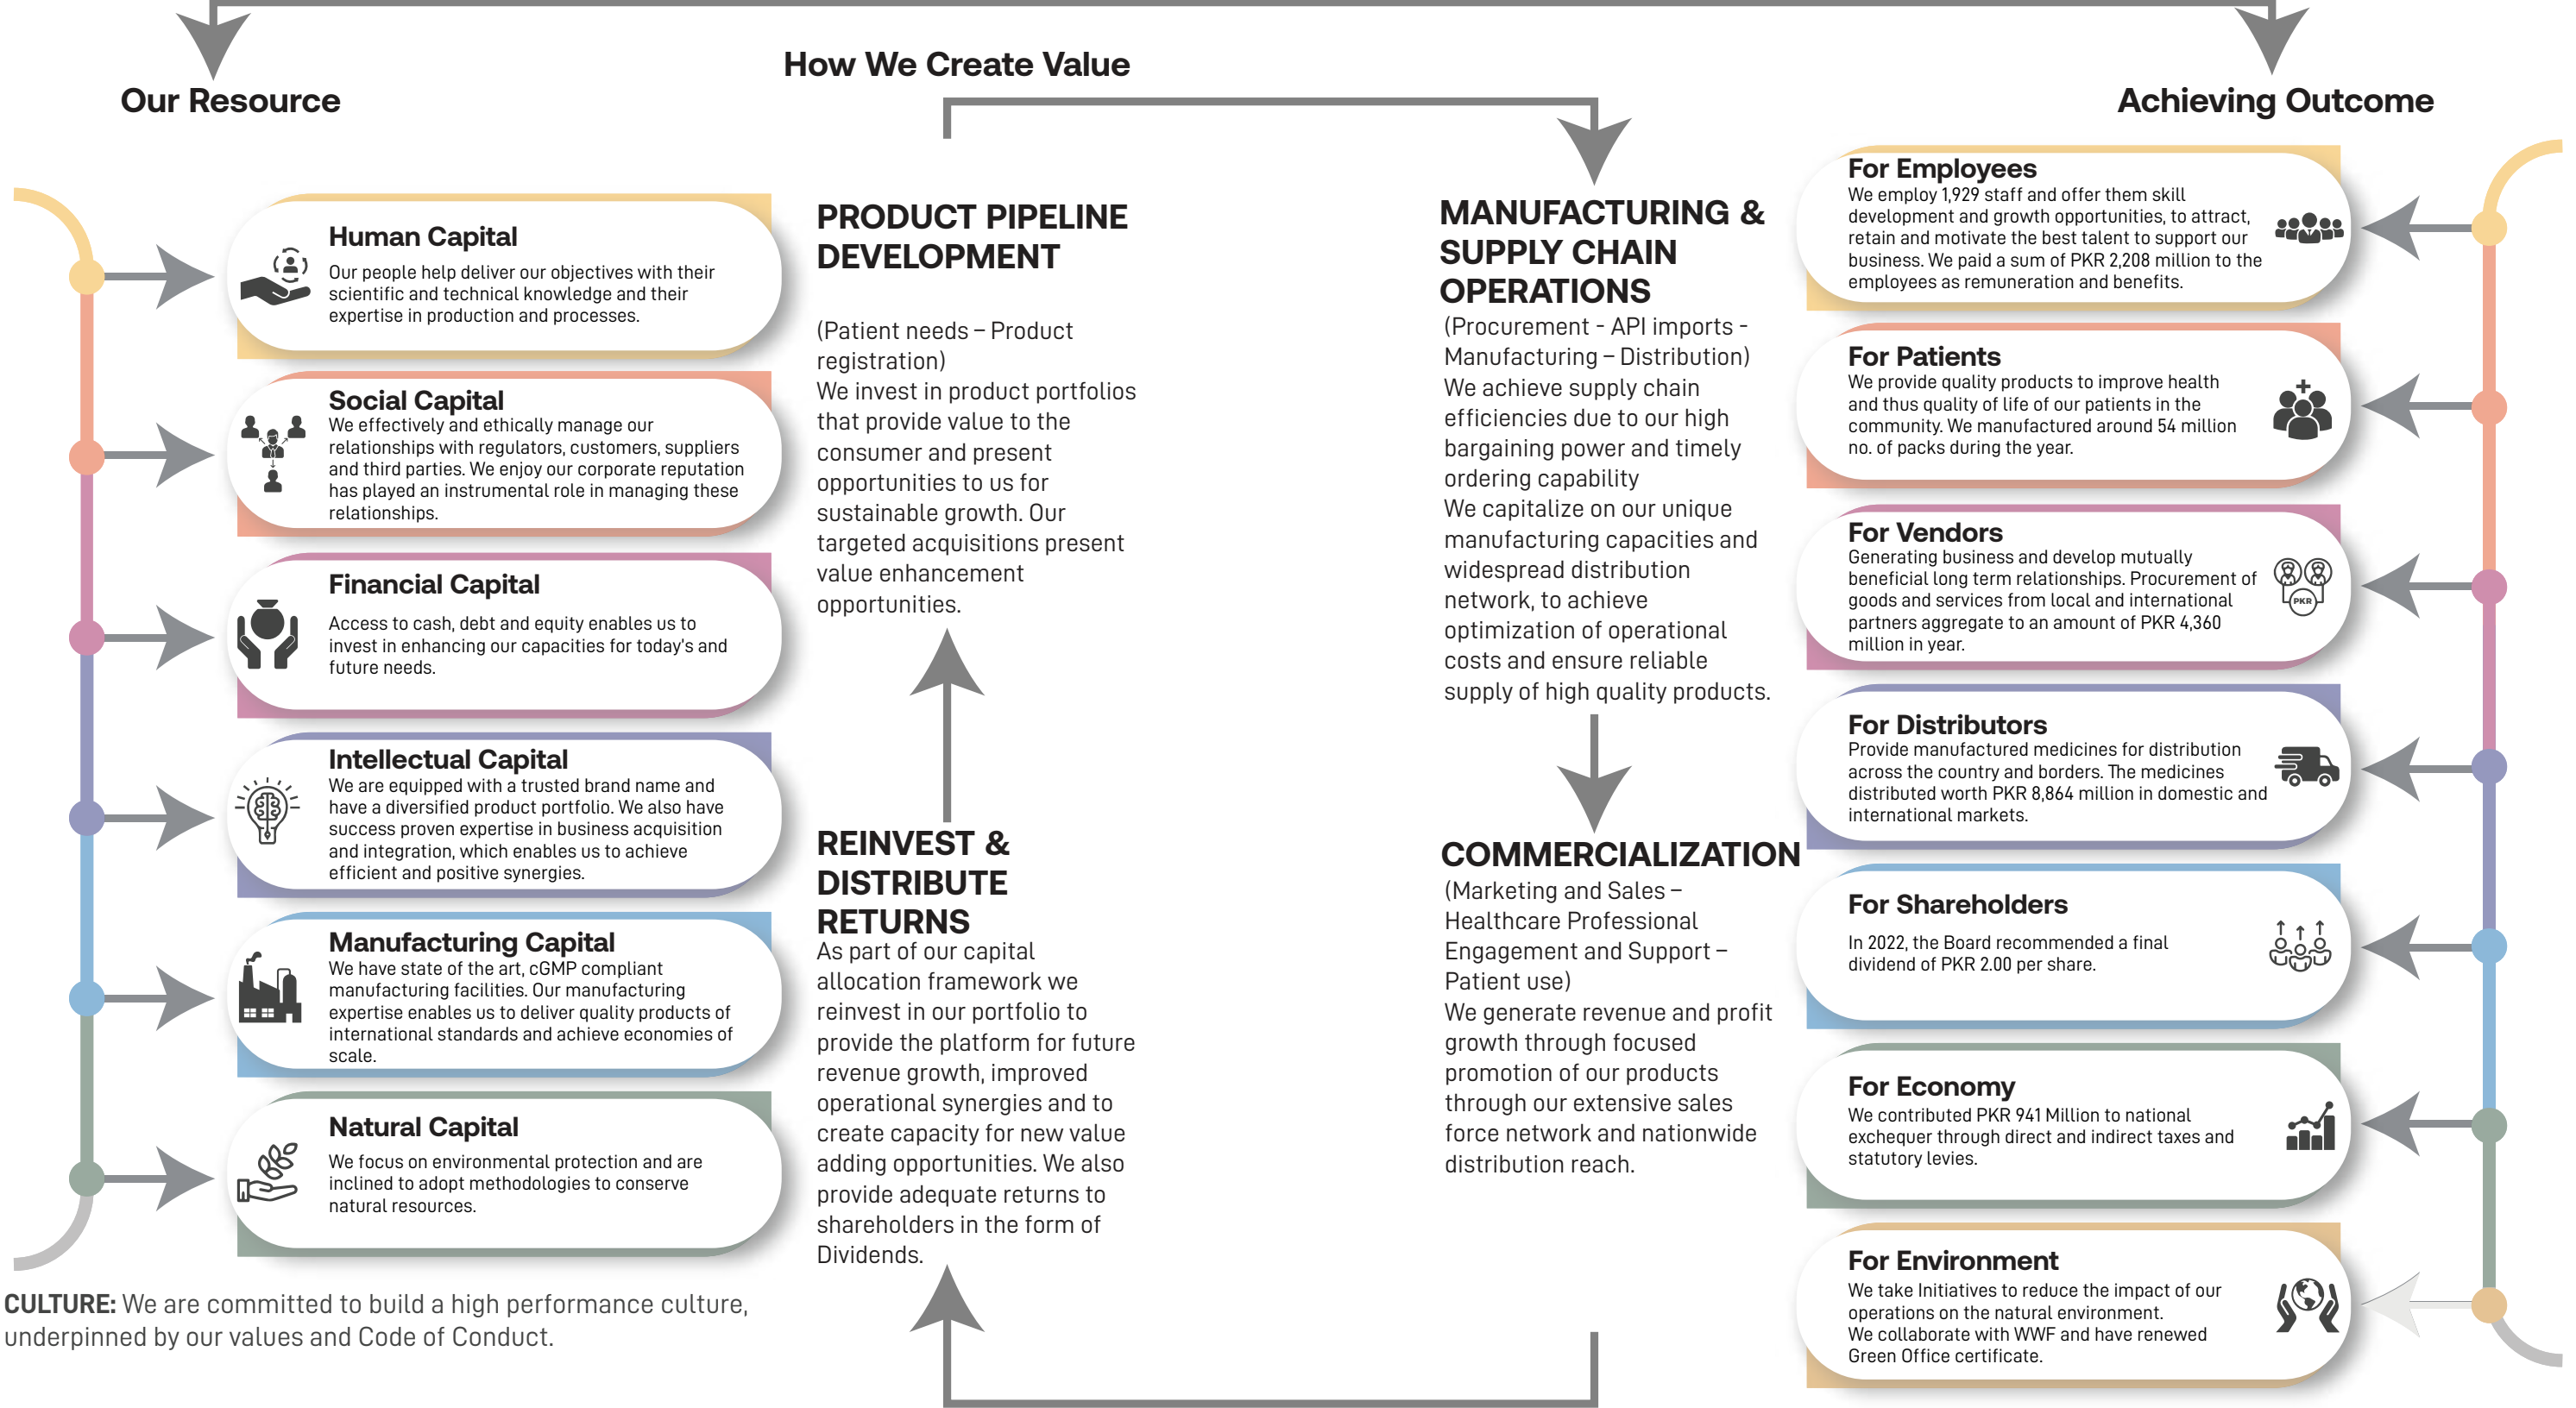 How We Create Value
Our Resource
Human Capital
Our people help deliver our objectives with their
scientific and technical knowledge and their
expertise in production and processes.
Social Capital
We effectively and ethically manage our
relationships with regulators, customers, suppliers
and third parties. We enjoy our corporate reputation
has played an instrumental role in managing these
relationships.
Financial Capital
Access to cash, debt and equity enables us to
invest in enhancing our capacities for today's and
future needs.
Intellectual Capital
We are equipped with a trusted brand name and
have a diversified product portfolio. We also have
success proven expertise in business acquisition
and integration, which enables us to achieve
efficient and positive synergies.
Manufacturing Capital
We have state of the art, cGMP compliant
manufacturing facilities. Our manufacturing
expertise enables us to deliver quality products of
international standards and achieve economies of
scale.
Natural Capital
We focus on environmental protection and are
inclined to adopt methodologies to conserve
natural resources.
CULTURE: We are committed to build a high performance culture,
underpinned by our values and Code of Conduct.
PRODUCT PIPELINE
DEVELOPMENT
(Patient needs – Product
registration)
We invest in product portfolios
that provide value to the
consumer and present
opportunities to us for
sustainable growth. Our
targeted acquisitions present
value enhancement
opportunities.
REINVEST &
DISTRIBUTE
RETURNS
As part of our capital
allocation framework we
reinvest in our portfolio to
provide the platform for future
revenue growth, improved
operational synergies and to
create capacity for new value
adding opportunities. We also
provide adequate returns to
shareholders in the form of
Dividends.
MANUFACTURING &
SUPPLY CHAIN
OPERATIONS
(Procurement - API imports -
Manufacturing – Distribution)
We achieve supply chain
efficiencies due to our high
bargaining power and timely
ordering capability
We capitalize on our unique
manufacturing capacities and
widespread distribution
network, to achieve
optimization of operational
costs and ensure reliable
supply of high quality products.
COMMERCIALIZATION
(Marketing and Sales –
Healthcare Professional
Engagement and Support –
Patient use)
We generate revenue and profit
growth through focused
promotion of our products
through our extensive sales
force network and nationwide
distribution reach.
Achieving Outcome
For Employees
We employ 1,929 staff and offer them skill
development and growth opportunities, to attract,
retain and motivate the best talent to support our
business. We paid a sum of PKR 2,208 million to the
employees as remuneration and benefits.
For Patients
We provide quality products to improve health
and thus quality of life of our patients in the
community. We manufactured around 54 million
no. of packs during the year.
For Vendors
Generating business and develop mutually
beneficial long term relationships. Procurement of
goods and services from local and international
partners aggregate to an amount of PKR 4,360
million in year.
PKR
For Distributors
Provide manufactured medicines for distribution
across the country and borders. The medicines
distributed worth PKR 8,864 million in domestic and
international markets.
For Shareholders
In 2022, the Board recommended a final
dividend of PKR 2.00 per share.
For Economy
We contributed PKR 941 Million to national
exchequer through direct and indirect taxes and
statutory levies.
For Environment
We take Initiatives to reduce the impact of our
operations on the natural environment.
We collaborate with WWF and have renewed
Green Office certificate.